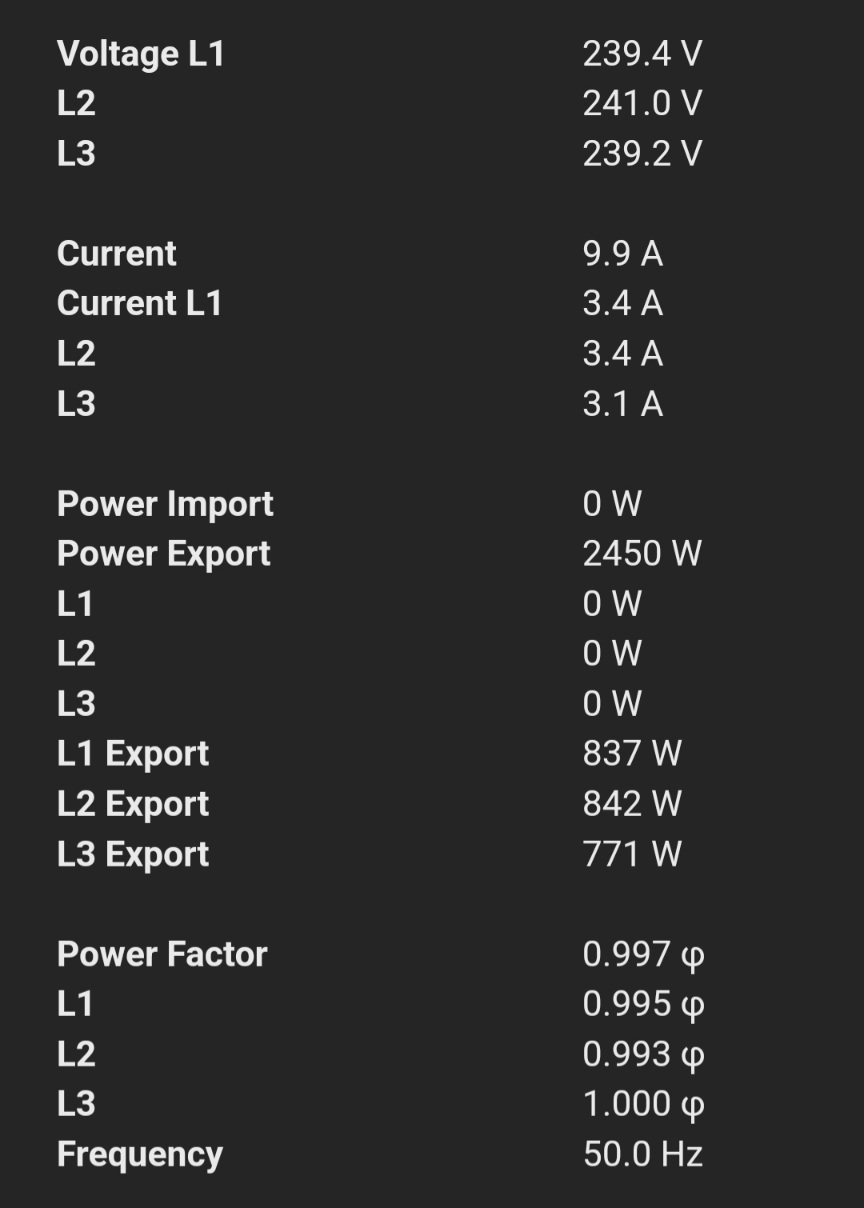 Voltage L1 239.4 V
L2 241.0 V
L3 239.2 V
Current 9.9 A
Current L1 3.4 A
L2 3.4 A
L3 3.1 A
Power Import 0 W
Power Export 2450 W
L1 0 W
L2 0 W
L3 0 W
L1 Export 837 W
L2 Export 842 W
L3 Export 771 W
Power Factor 0.997 φ
L1 0.995 φ
L2 0.993 φ
L3 1.000 φ
Frequency 50.0 Hz